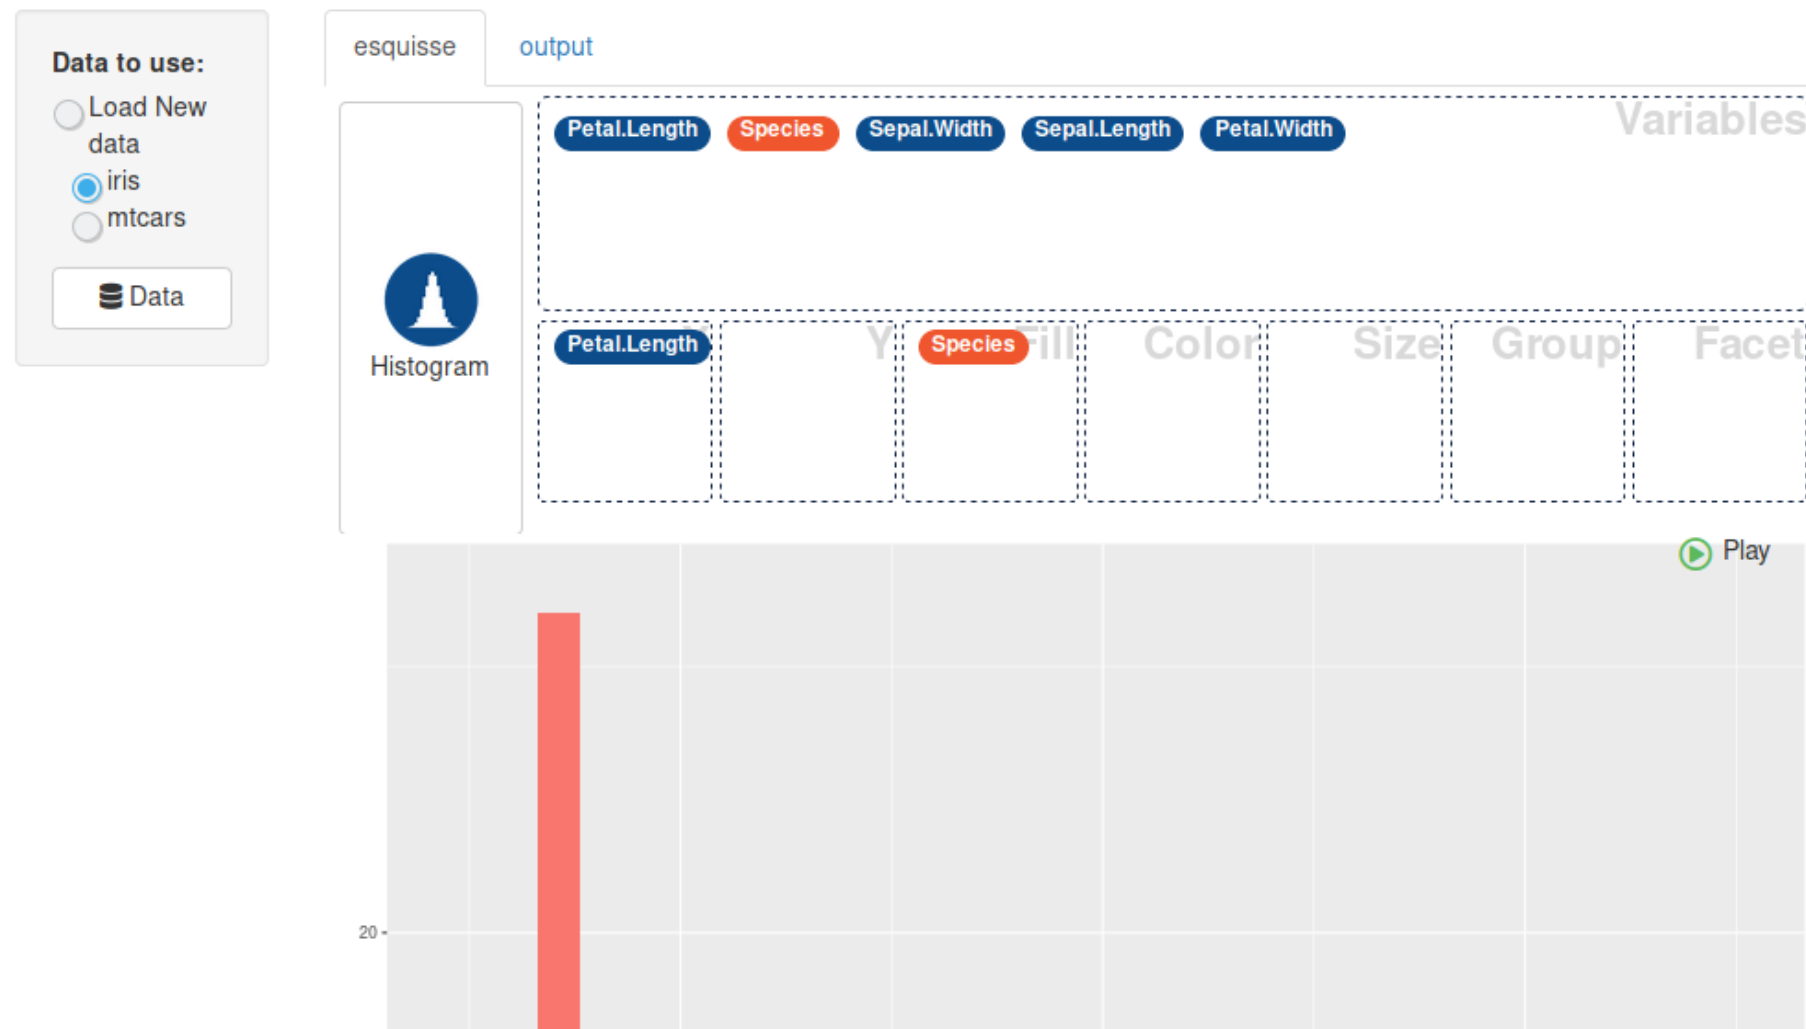 Data to use:
Load New
data
iris
mtcars
Data
esquisse
output
Histogram
Variables
Petal.Length Species Sepal.Width Sepal.Length Petal.Width
Petal.Length X
Y
Species Fill
Color
Size
Group
Facet
Play
20